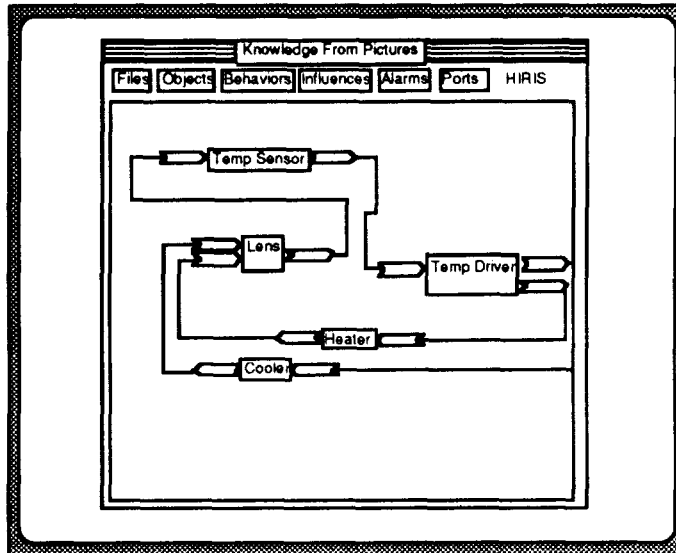 Knowledge From Pictures
Files Objects Behaviors Influences Alarms Ports HIRIS
Temp Sensor
Lens
Temp Driver
Heater
Cooler